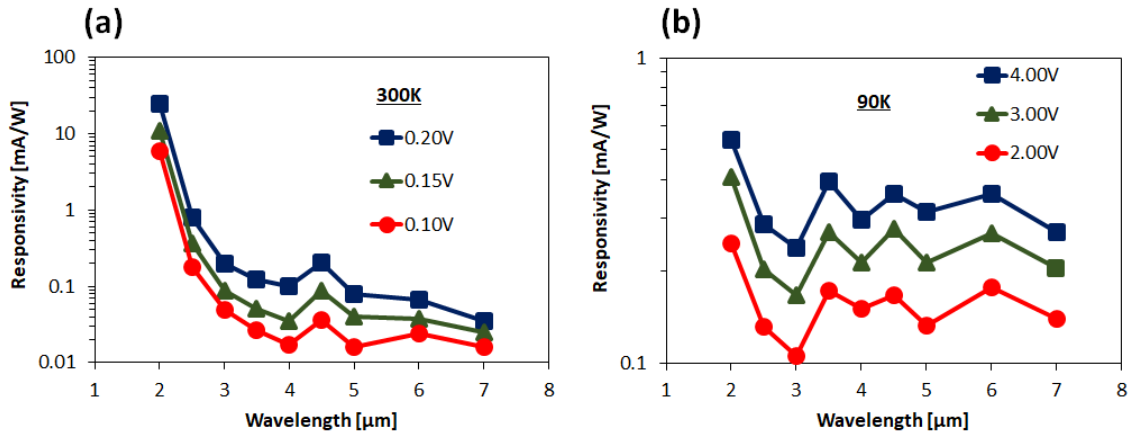 (a)
Responsivity [mA/W]
100
10
1
0.1
0.01
300K
0.20V
0.15V
0.10V
1 2 3 4 5 6 7 8
Wavelength [µm]
(b)
Responsivity [mA/W]
1
0.1
90K
4.00V
3.00V
2.00V
1 2 3 4 5 6 7 8
Wavelength [µm]